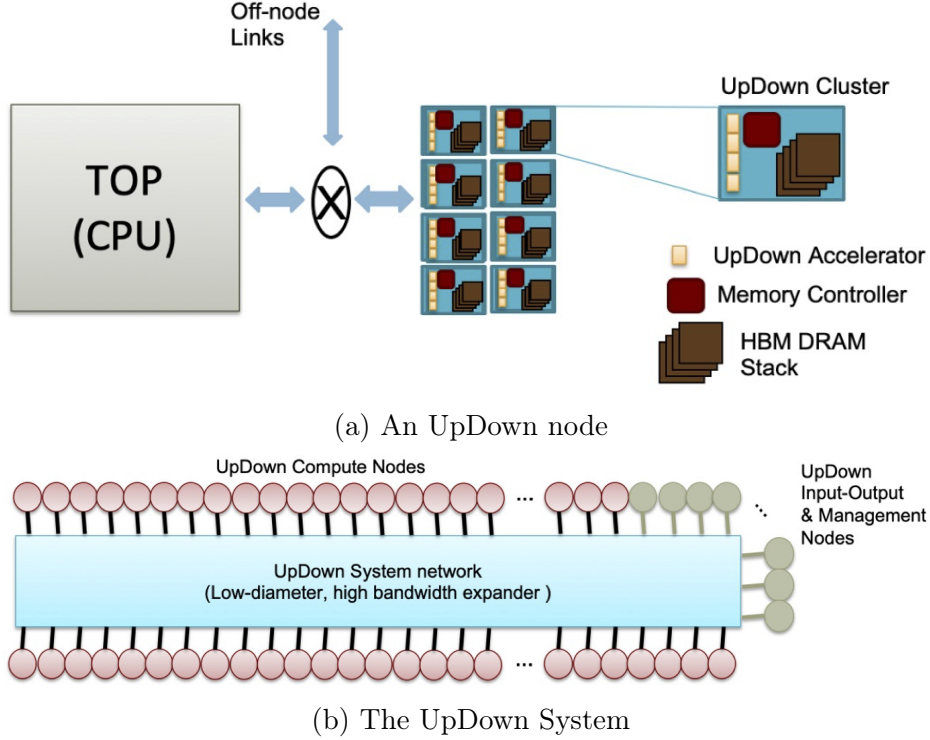 Off-node
Links
UpDown Cluster
TOP
(CPU)
X
UpDown Accelerator
Memory Controller
HBM DRAM
Stack
(a) An UpDown node
UpDown Compute Nodes
UpDown
Input-Output
& Management
Nodes
...
...
UpDown System network
(Low-diameter, high bandwidth expander )
...
(b) The UpDown System